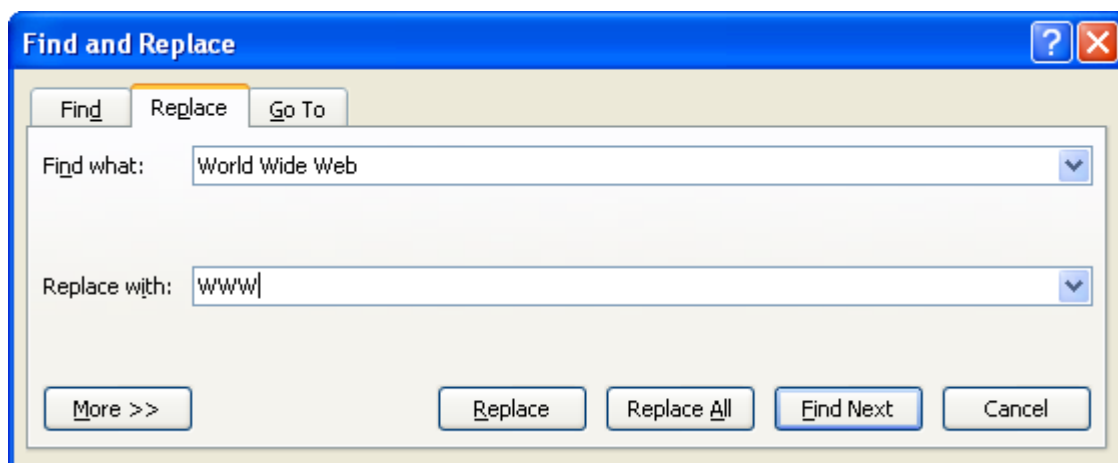 Find and Replace
Find Replace Go To
Find what: World Wide Web
Replace with: WWW
More >> Replace Replace All Find Next Cancel